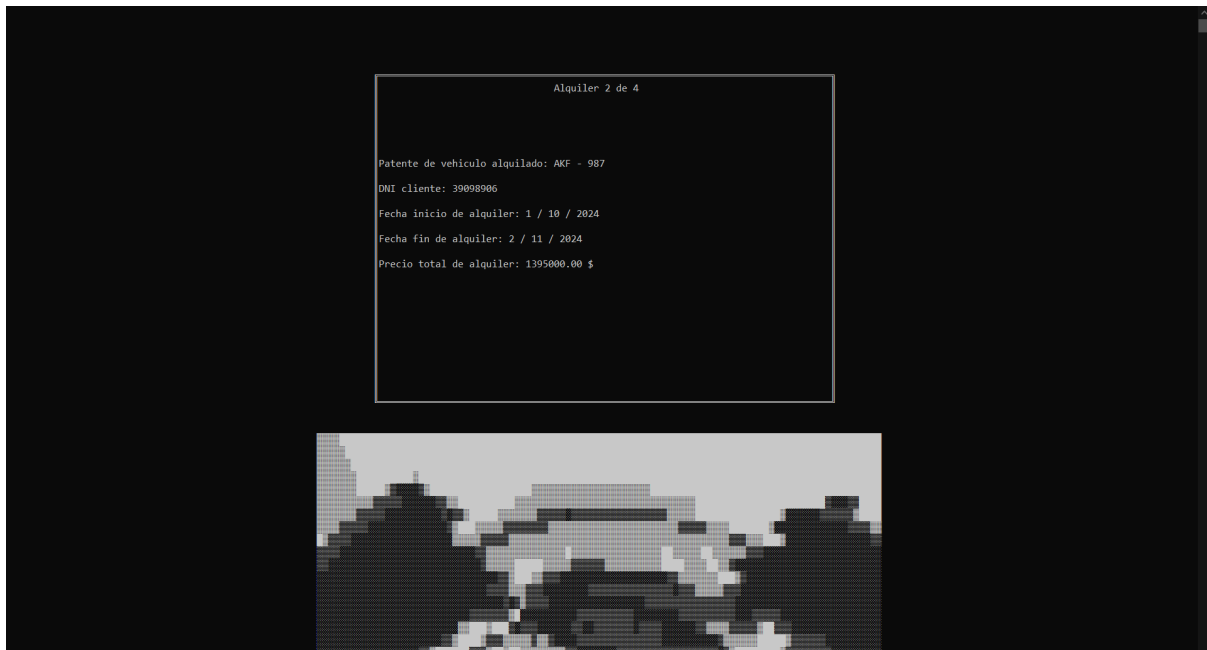 Alquiler 2 de 4
Patente de vehiculo alquilado: AKF - 987
DNI cliente: 39098906
Fecha inicio de alquiler: 1 / 10 / 2024
Fecha fin de alquiler: 2 / 11 / 2024
Precio total de alquiler: 1395000.00 $